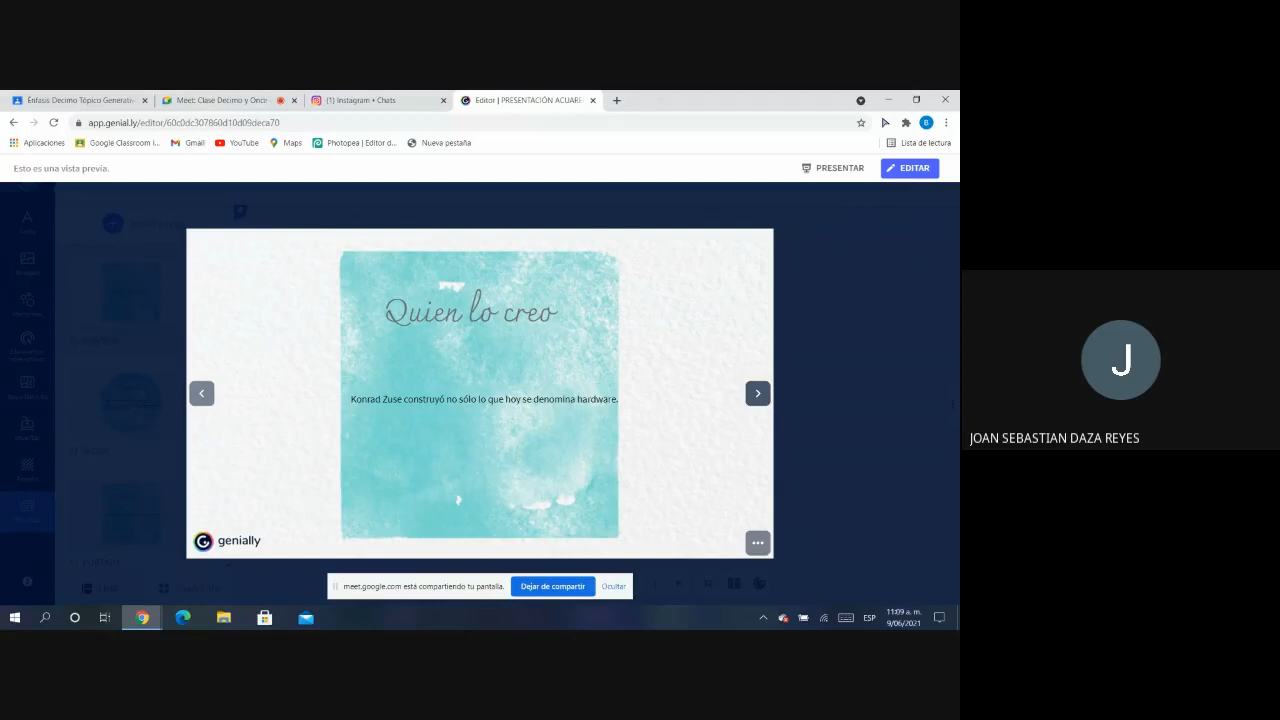 Énfasis Decimo Tópico Generativ
Meet: Clase Decimo y Onc
(1) Instagram • Chats
Editor | PRESENTACIÓN ACUARE
app.genial.ly/editor/60c0dc307860d10d09deca70
Aplicaciones
Google Classroom I...
Gmail
YouTube
Maps
Photopea | Editor d...
Nueva pestaña
Lista de lectura
Esto es una vista previa.
PRESENTAR
EDITAR
Quien lo creo
Konrad Zuse construyó no sólo lo que hoy se denomina hardware.
genially
J
JOAN SEBASTIAN DAZA REYES
meet.google.com está compartiendo tu pantalla.
Dejar de compartir
Ocultar
ESP
11:09 a. m.
9/06/2021